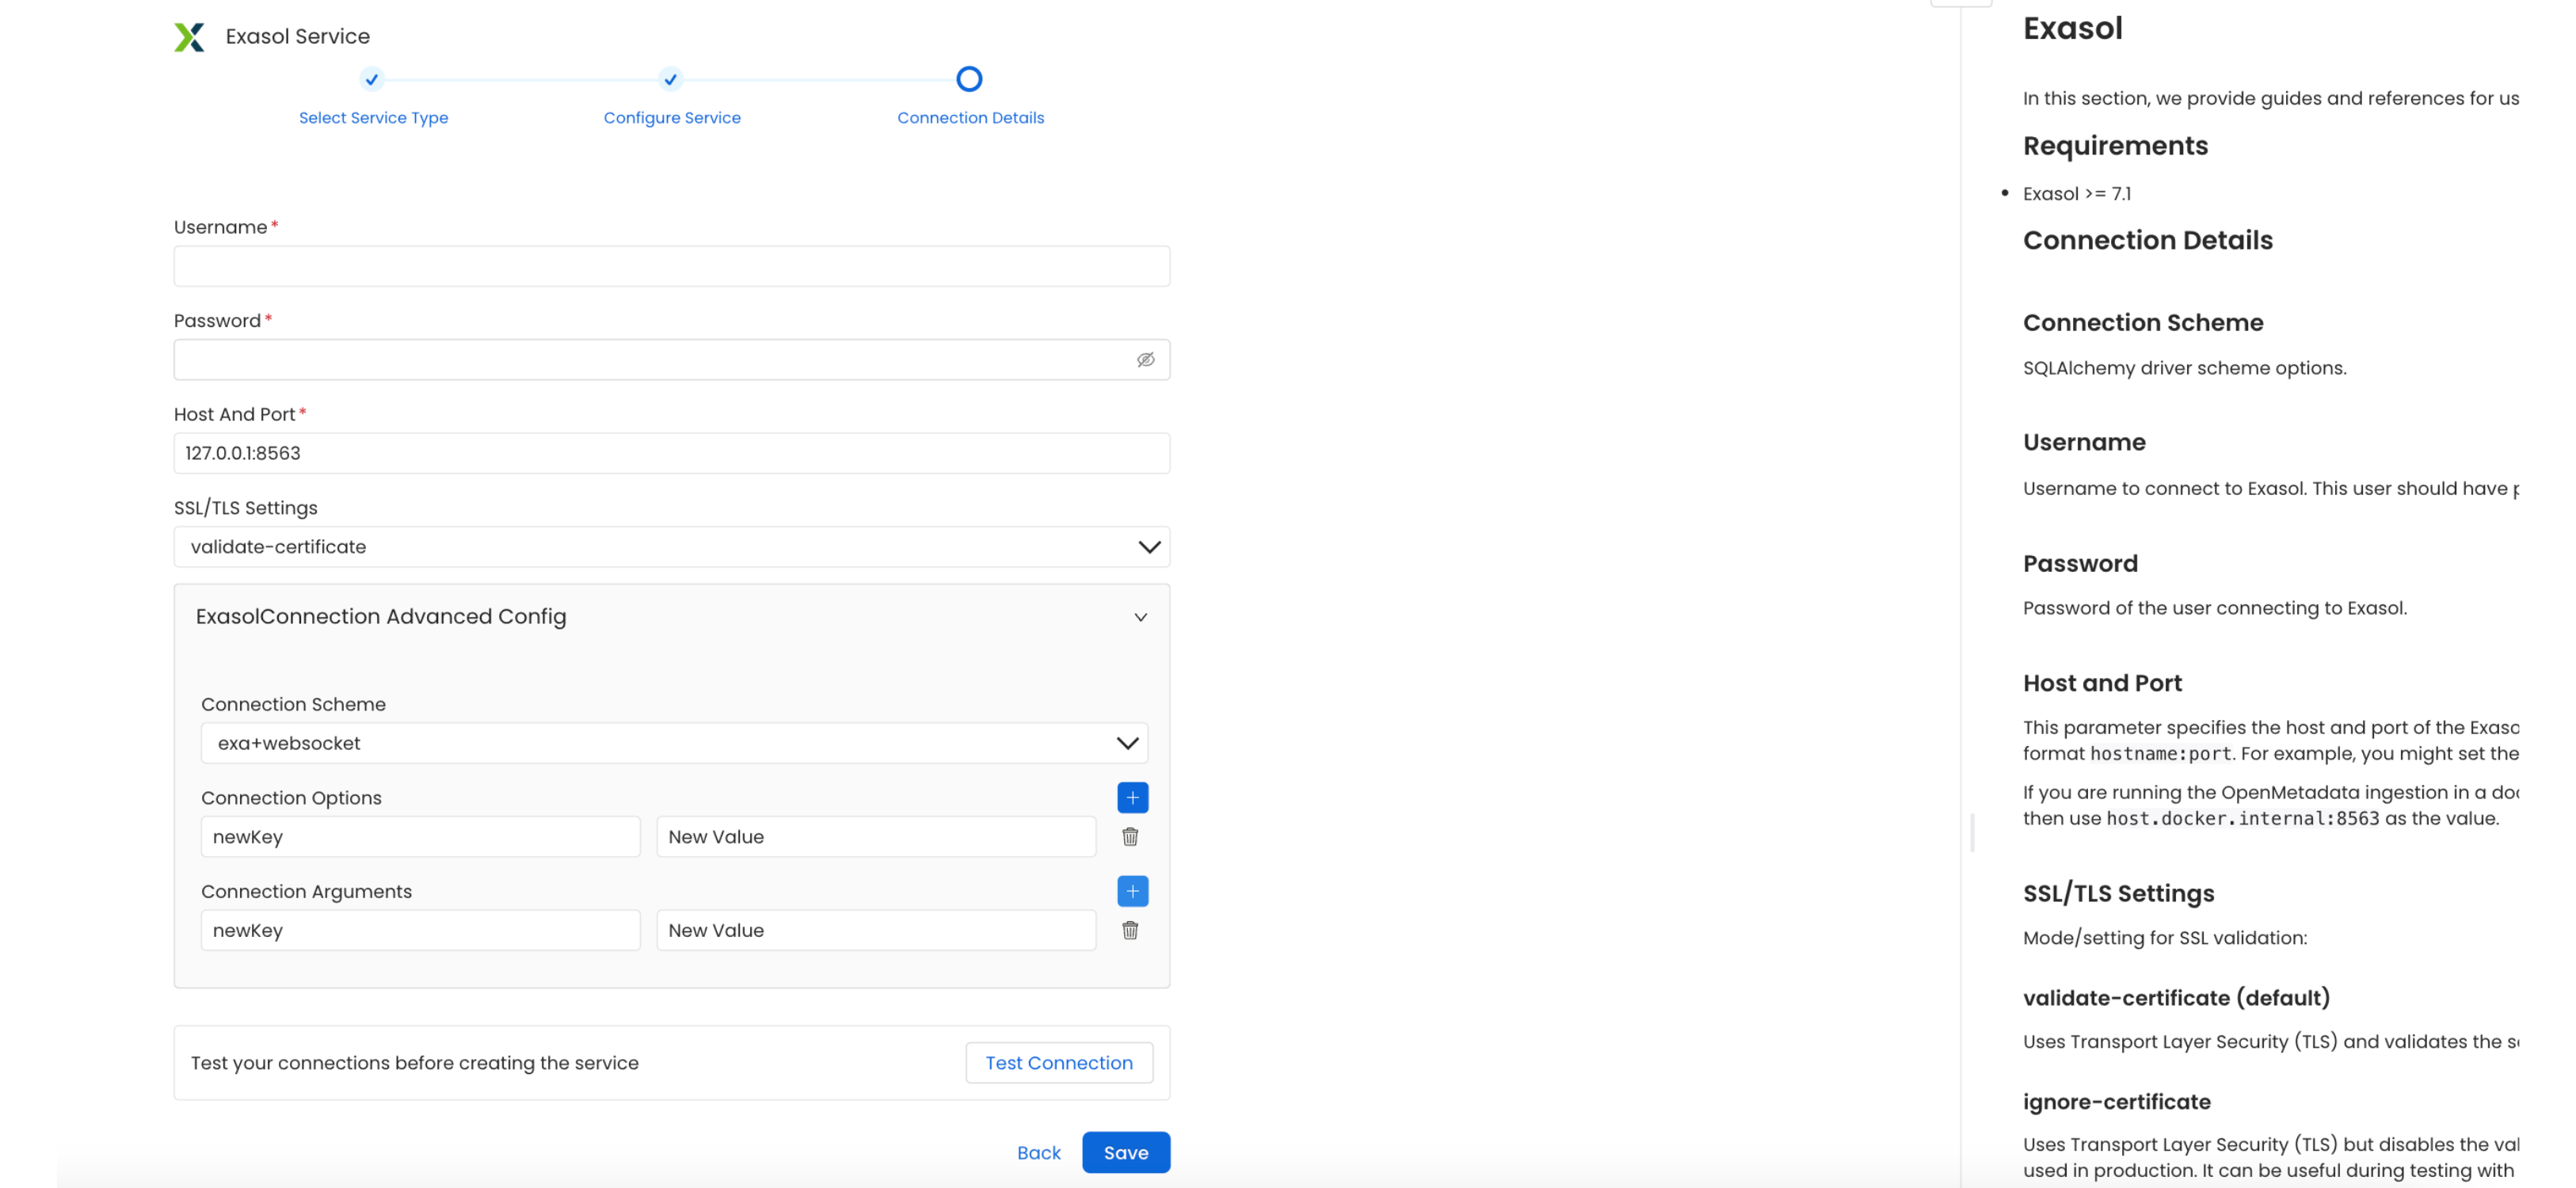 Exasol Service
Select Service Type
Configure Service
Connection Details
Username*
Password*
Host And Port*
127.0.0.1:8563
SSL/TLS Settings
validate-certificate
ExasolConnection Advanced Config
Connection Scheme
exa+websocket
Connection Options
newKey
New Value
Connection Arguments
newKey
New Value
Test your connections before creating the service
Test Connection
Back
Save
Exasol
In this section, we provide guides and references for us
Requirements
• Exasol >= 7.1
Connection Details
Connection Scheme
SQLAlchemy driver scheme options.
Username
Username to connect to Exasol. This user should have
Password
Password of the user connecting to Exasol.
Host and Port
This parameter specifies the host and port of the Exaso
format hostname:port. For example, you might set the
If you are running the OpenMetadata ingestion in a doc
then use host.docker.internal:8563 as the value.
SSL/TLS Settings
Mode/setting for SSL validation:
validate-certificate (default)
Uses Transport Layer Security (TLS) and validates the s
ignore-certificate
Uses Transport Layer Security (TLS) but disables the val
used in production. It can be useful during testing with